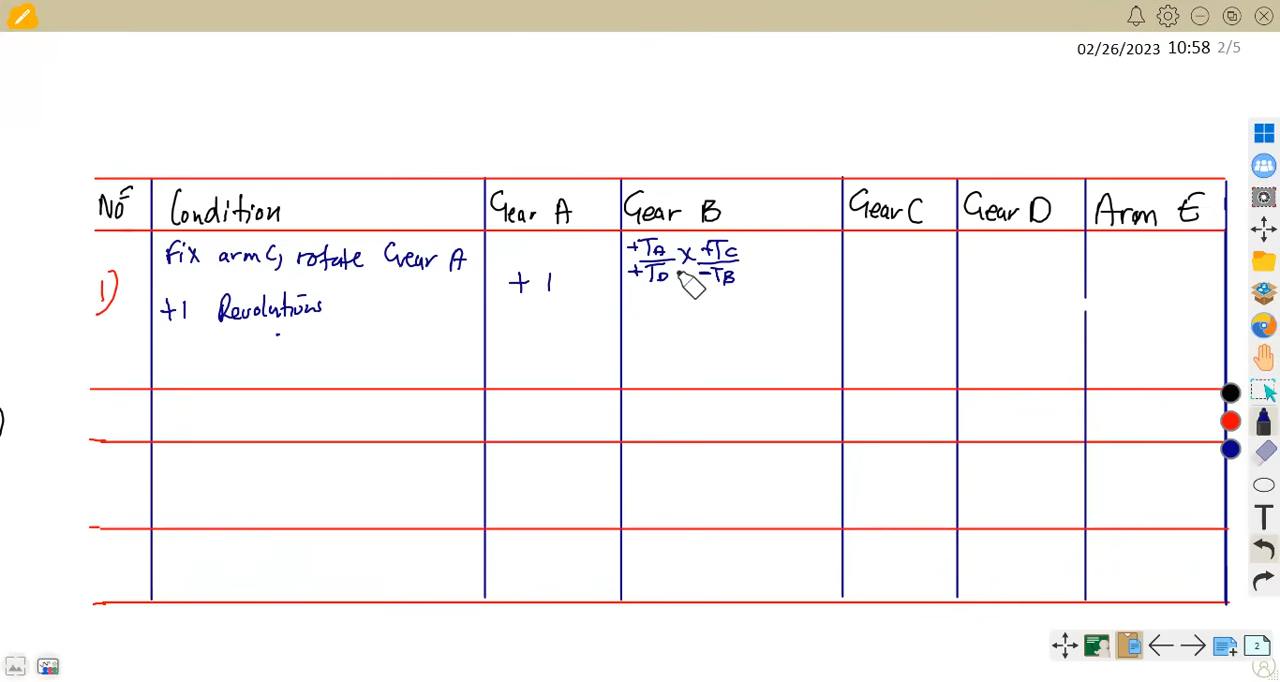 02/26/2023 10:58 2/5
No Condition Gear A Gear B Gear C Gear D Arm E
Fix arm C, rotate Gear A
+1 Revolutions
1)
+1
+TA/+TD × +TC/-TB
T
2